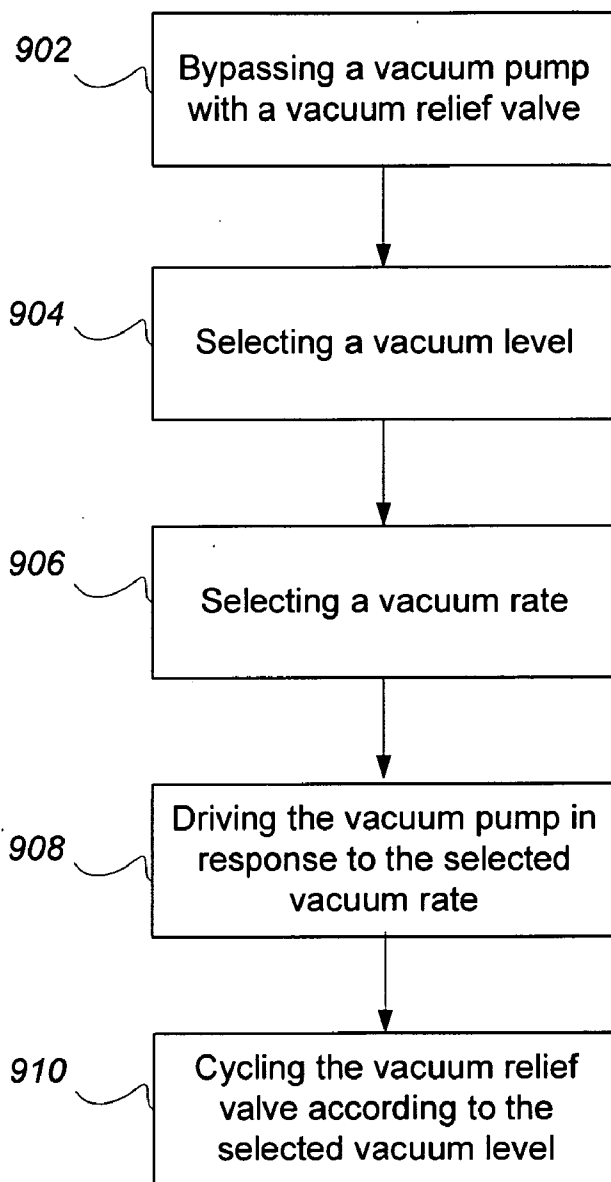 902
Bypassing a vacuum pump
with a vacuum relief valve
904
Selecting a vacuum level
906
Selecting a vacuum rate
908
Driving the vacuum pump in
response to the selected
vacuum rate
910
Cycling the vacuum relief
valve according to the
selected vacuum level